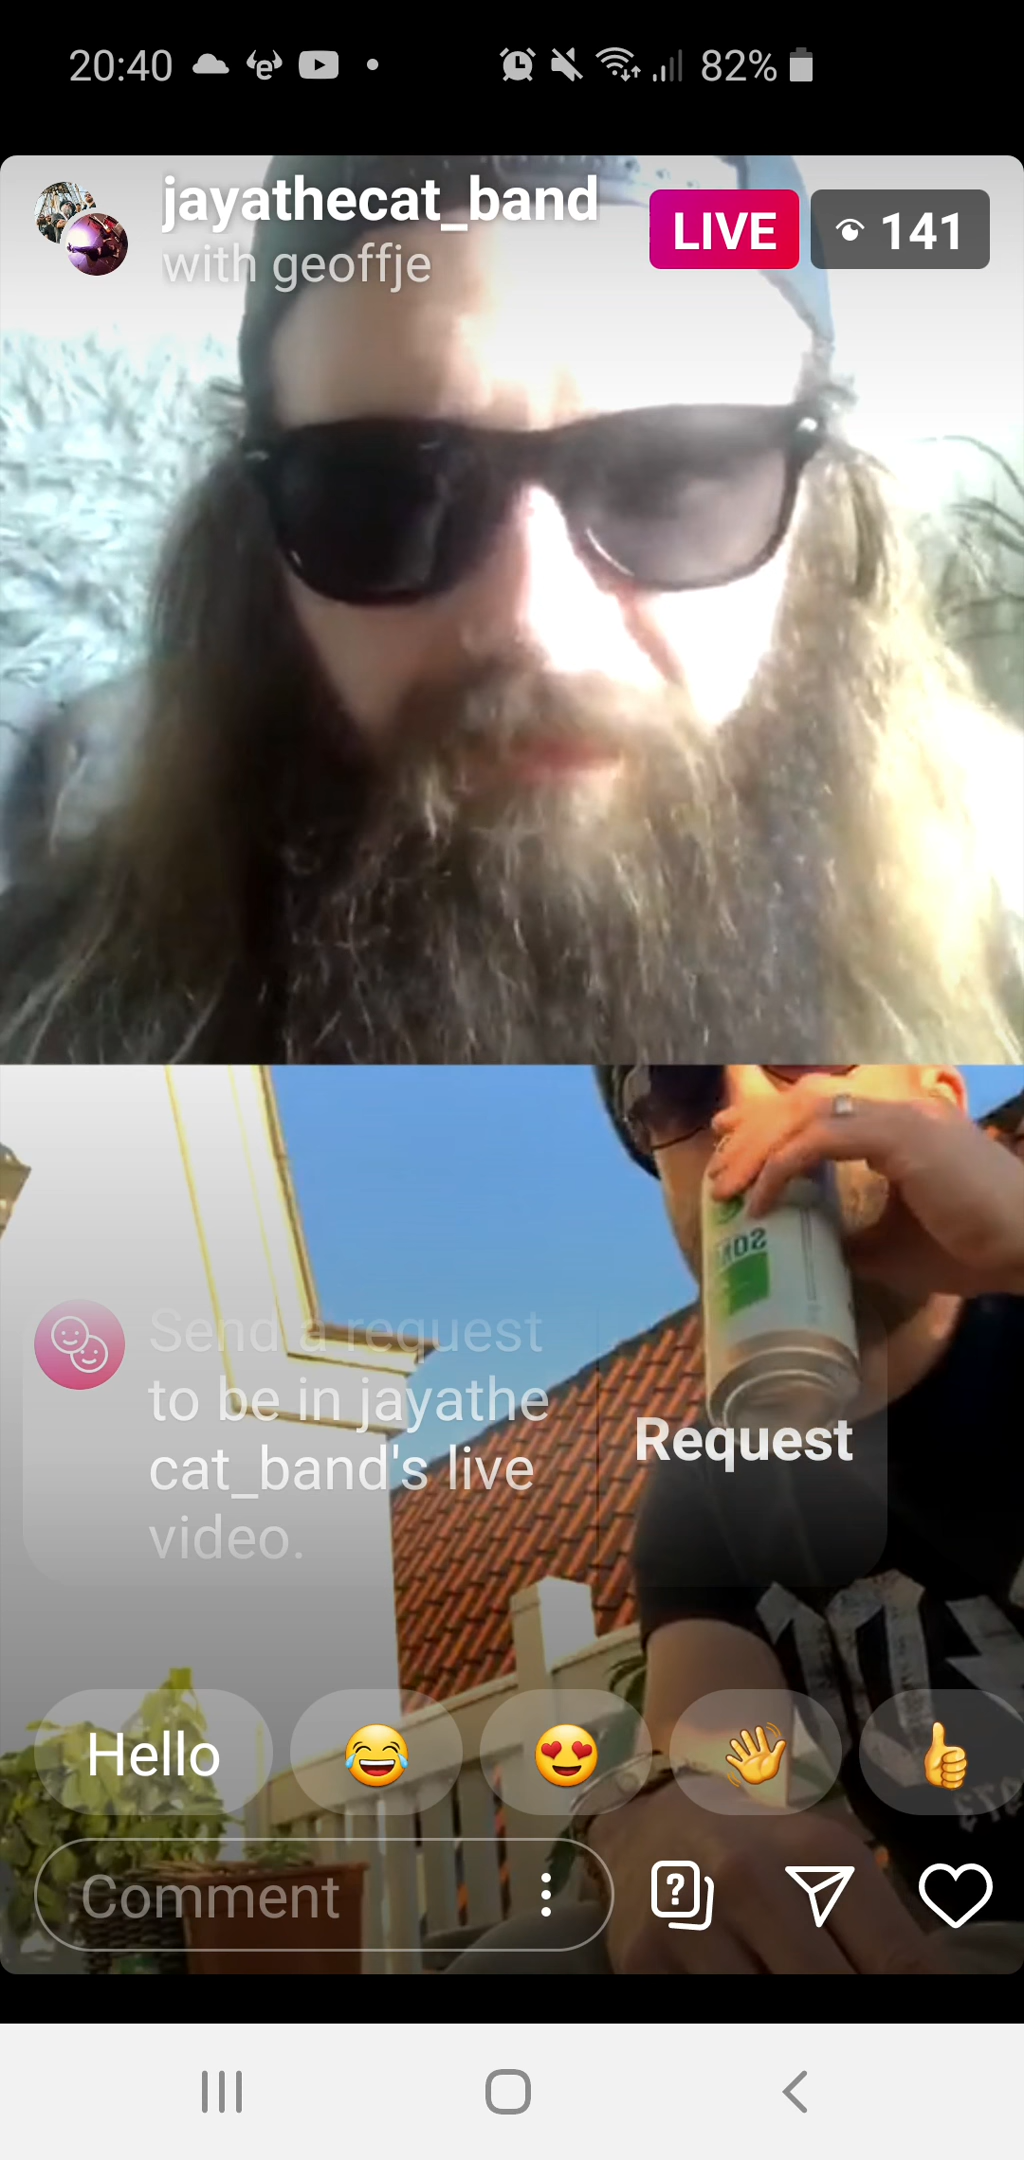 20:40
82%
jayathecat_band
with geoffje
LIVE
141
Send a request
to be in jayathe
cat_band's live
video.
Request
Hello
Comment